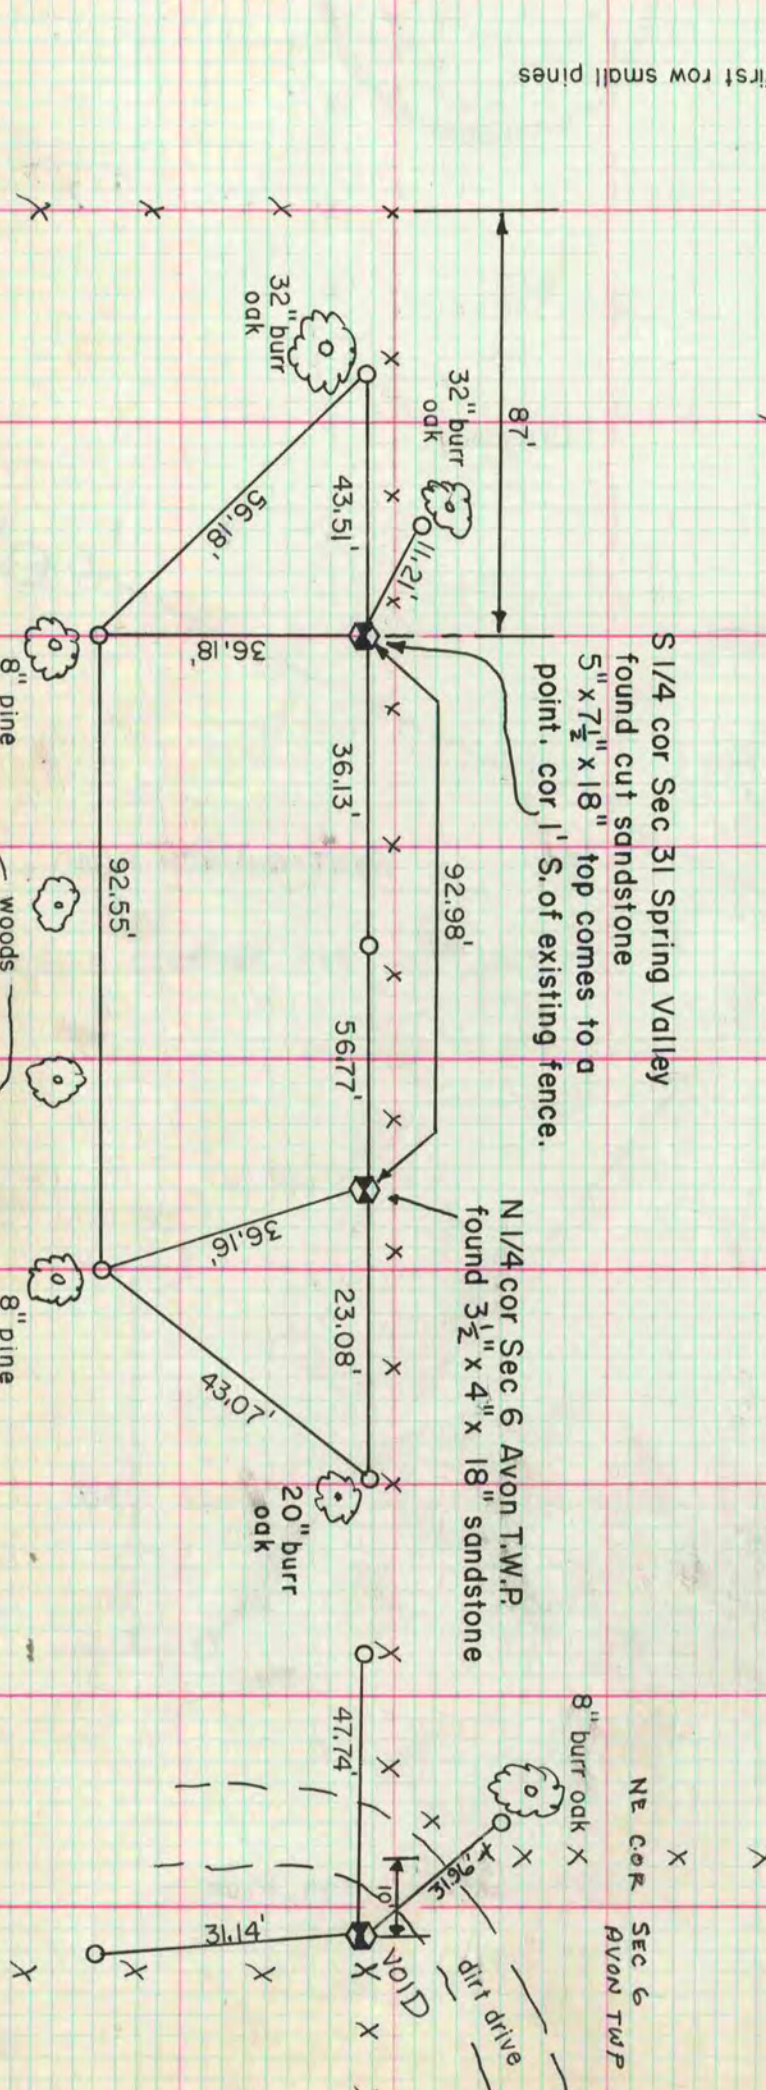 first row small pines
87'
32" burr
oak
32" burr
oak
43.51'
11.21'
56.18'
36.18'
8" pine
S 1/4 cor Sec 31 Spring Valley
found cut sandstone
5" x 7½" x 18" top comes to a
point. cor, 1' S. of existing fence.
36.13'
92.98'
92.55'
woods
56.77'
N 1/4 cor Sec 6 Avon T.W.P.
found 3½" x 4" x 18" sandstone
36.16'
23.08'
43.07'
8" pine
20" burr
oak
47.74'
8" burr oak
NE COR SEC 6
AVON TWP
31.96'
10'
31.14'
VOID
dirt drive